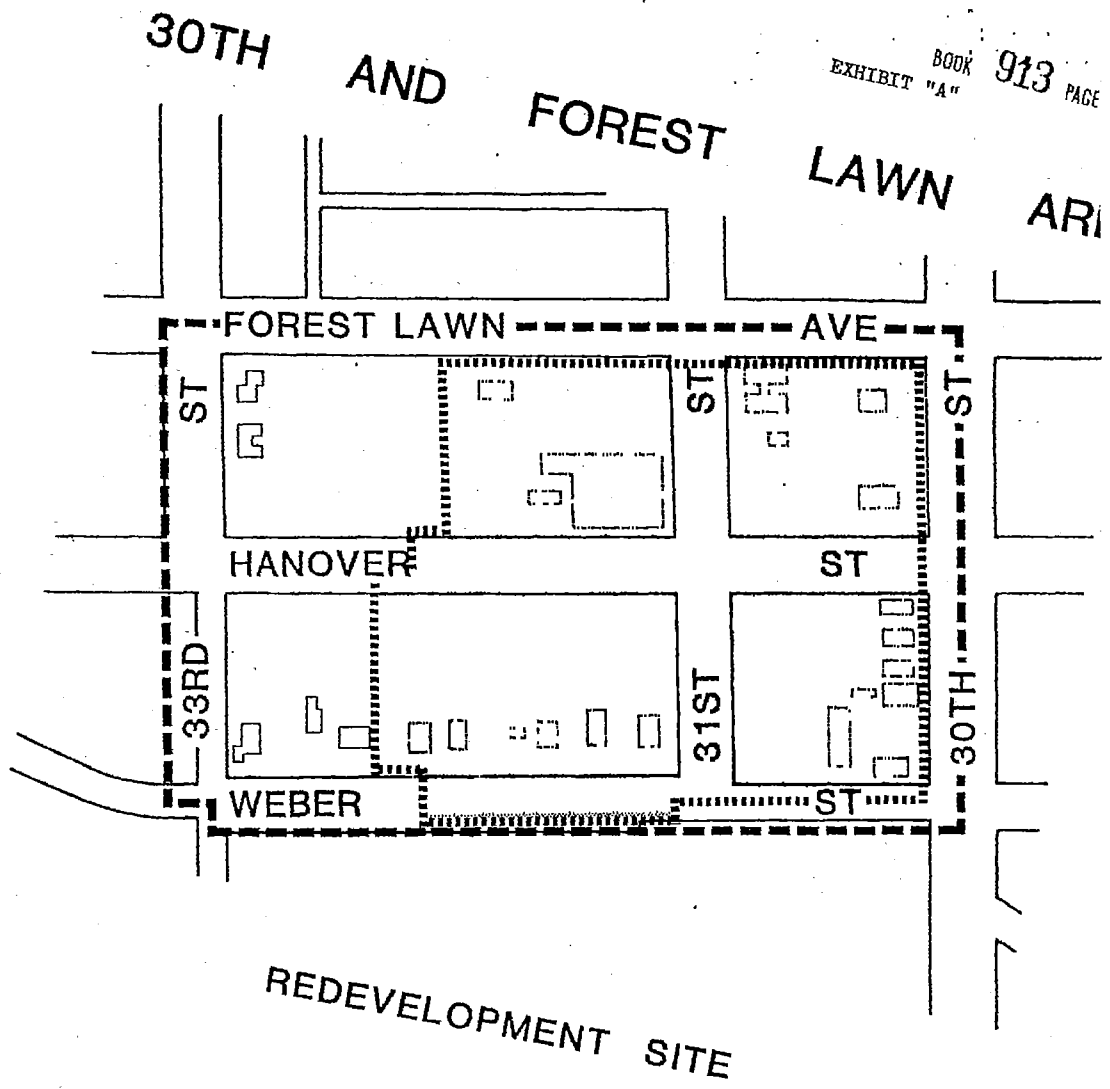 BOOK 913 PAGE
EXHIBIT "A"
30TH AND FOREST LAWN
FOREST LAWN AVE
ST
ST
ST
HANOVER ST
33RD
31ST
30TH
WEBER ST
REDEVELOPMENT SITE